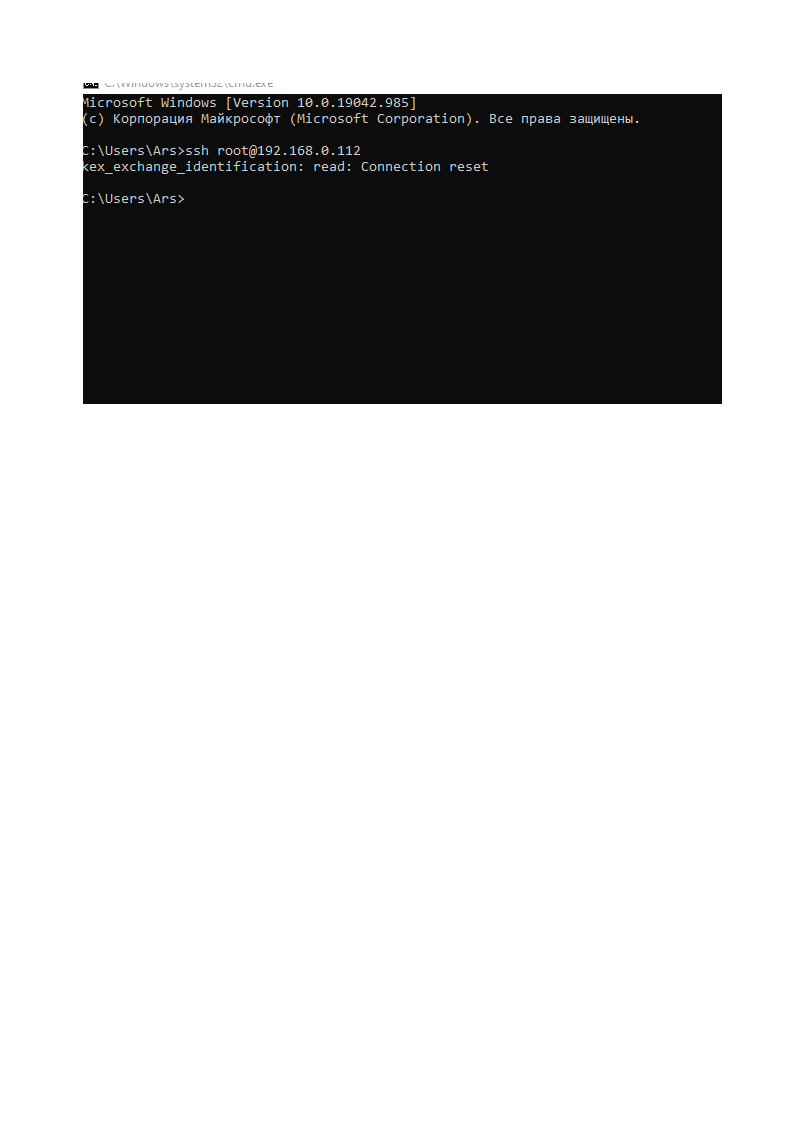 C:\Windows\system32\cmd.exe
Microsoft Windows [Version 10.0.19042.985]
(c) Корпорация Майкрософт (Microsoft Corporation). Все права защищены.
C:\Users\Ars>ssh root@192.168.0.112
kex_exchange_identification: read: Connection reset
C:\Users\Ars>